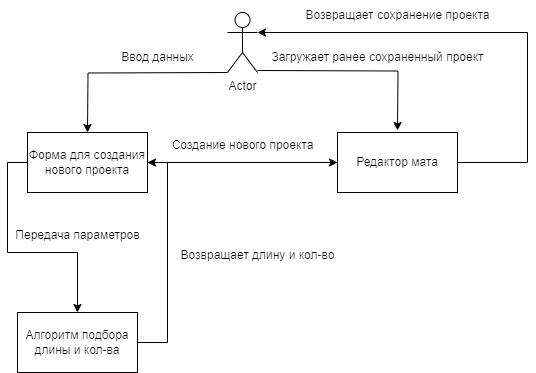 Возвращает сохранение проекта
Ввод данных
Загружает ранее сохраненный проект
Actor
Форма для создания
нового проекта
Создание нового проекта
Редактор мата
Передача параметров
Возвращает длину и кол-во
Алгоритм подбора
длины и кол-ва